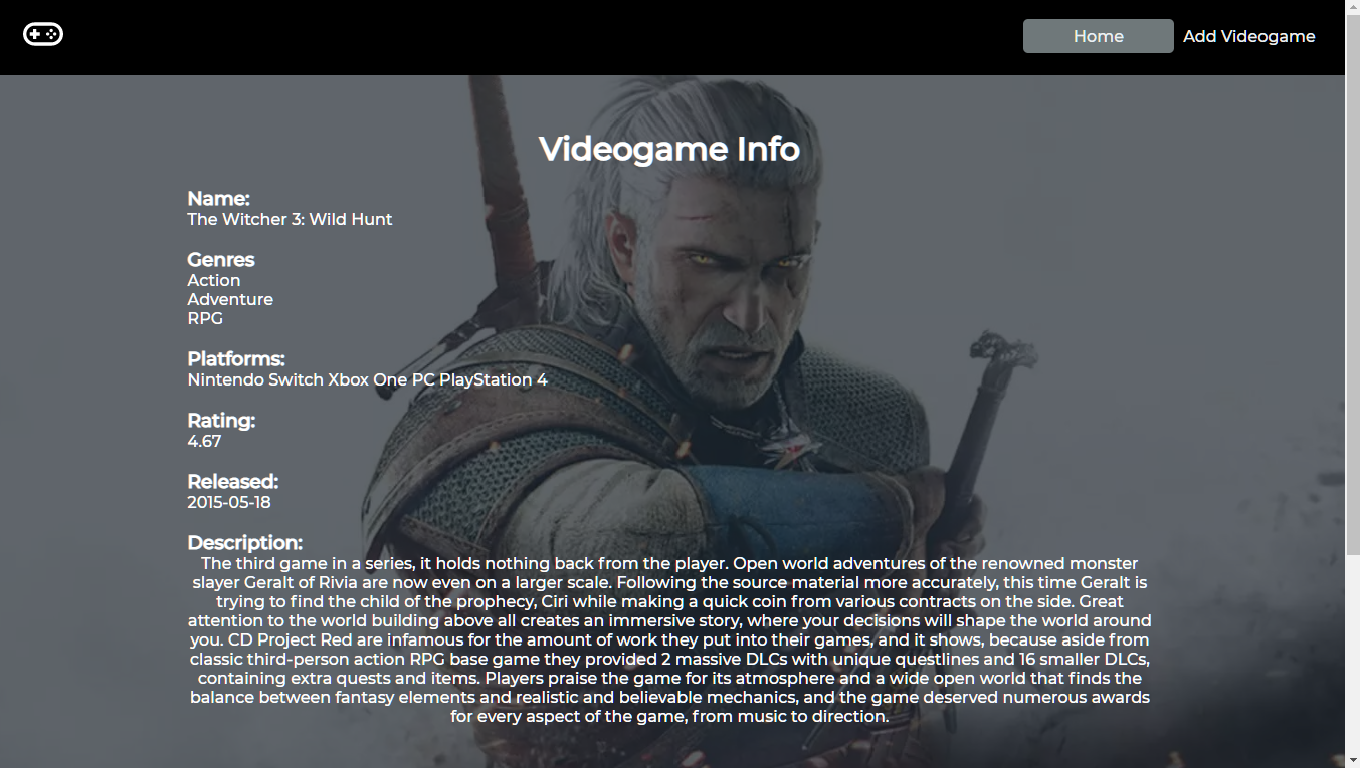 Home Add Videogame
Videogame Info
Name:
The Witcher 3: Wild Hunt
Genres
Action
Adventure
RPG
Platforms:
Nintendo Switch Xbox One PC PlayStation 4
Rating:
4.67
Released:
2015-05-18
Description:
The third game in a series, it holds nothing back from the player. Open world adventures of the renowned monster
slayer Geralt of Rivia are now even on a larger scale. Following the source material more accurately, this time Geralt is
trying to find the child of the prophecy, Ciri while making a quick coin from various contracts on the side. Great
attention to the world building above all creates an immersive story, where your decisions will shape the world around
you. CD Project Red are infamous for the amount of work they put into their games, and it shows, because aside from
classic third-person action RPG base game they provided 2 massive DLCs with unique questlines and 16 smaller DLCs,
containing extra quests and items. Players praise the game for its atmosphere and a wide open world that finds the
balance between fantasy elements and realistic and believable mechanics, and the game deserved numerous awards
for every aspect of the game, from music to direction.